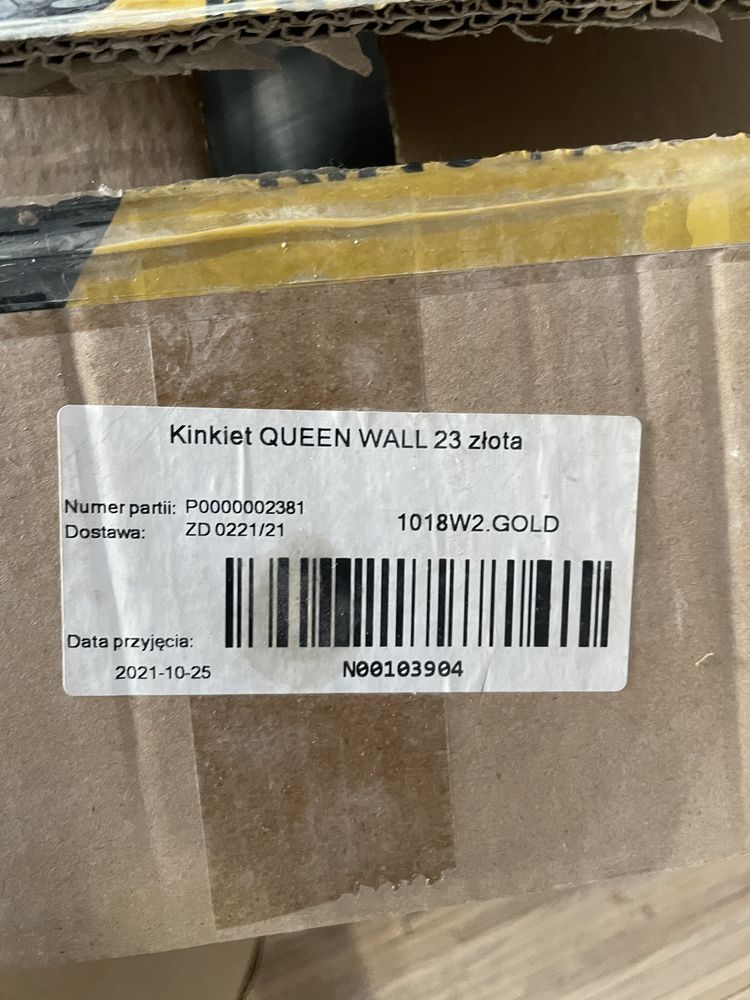 Kinkiet QUEEN WALL 23 złota
Numer partii: P0000002381
Dostawa: ZD 0221/21
1018W2.GOLD
Data przyjęcia:
2021-10-25
N00103904